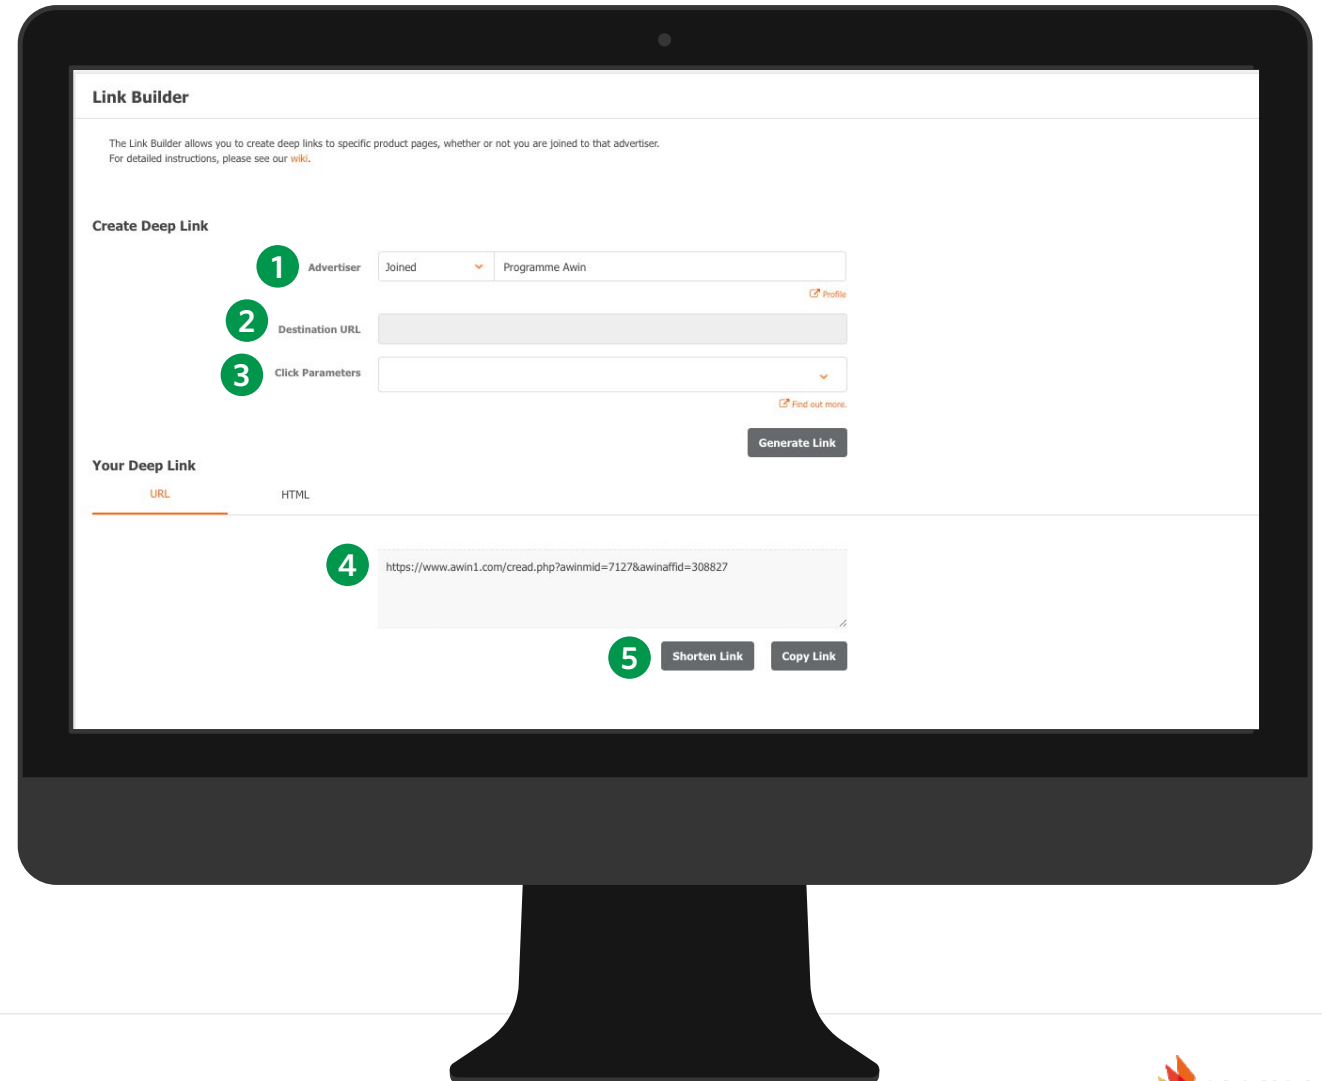 Link Builder
The Link Builder allows you to create deep links to specific product pages, whether or not you are joined to that advertiser.
For detailed instructions, please see our wiki.
Create Deep Link
1 Advertiser Joined Programme Awin
Profile
2 Destination URL
3 Click Parameters
Find out more.
Generate Link
Your Deep Link
URL HTML
4 https://www.awin1.com/cread.php?awinmid=7127&awinaffid=308827
5 Shorten Link Copy Link